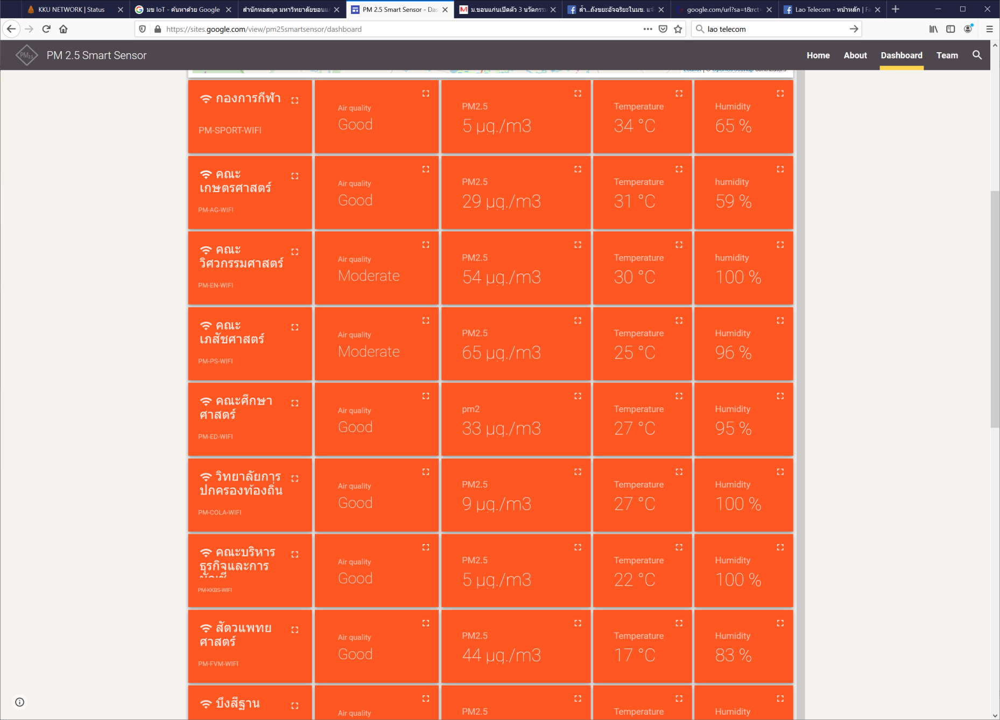 KKU NETWORK | Status
มข IoT - ค้นหาด้วย Google
สำนักหอสมุด มหาวิทยาลัยขอนแก่
PM 2.5 Smart Sensor - Das
ม.ขอนแก่นเปิดตัว 3 นวัตกรรม
ล้ำ...ถังขยะอัจฉริยะในมข. แจ้ง
google.com/url?sa=t&rct=
Lao Telecom - หน้าหลัก | Fa
https://sites.google.com/view/pm25smartsensor/dashboard
lao telecom
PM2.5
PM 2.5 Smart Sensor
Home
About
Dashboard
Team
Leaflet | © OpenStreetMap contributors
กองการกีฬา
PM-SPORT-WIFI
Air quality
Good
PM2.5
5 µg./m3
Temperature
34 °C
Humidity
65 %
คณะ
เกษตรศาสตร์
PM-AG-WIFI
Air quality
Good
PM2.5
29 µg./m3
Temperature
31 °C
humidity
59 %
คณะ
วิศวกรรมศาสตร์
PM-EN-WIFI
Air quality
Moderate
PM2.5
54 µg./m3
Temperature
30 °C
humidity
100 %
คณะ
เภสัชศาสตร์
PM-PS-WIFI
Air quality
Moderate
PM2.5
65 µg./m3
Temperature
25 °C
Humidity
96 %
คณะศึกษา
ศาสตร์
PM-ED-WIFI
Air quality
Good
pm2
33 µg./m3
Temperature
27 °C
Humidity
95 %
วิทยาลัยการ
ปกครองท้องถิ่น
PM-COLA-WIFI
Air quality
Good
PM2.5
9 µg./m3
Temperature
27 °C
Humidity
100 %
คณะบริหาร
ธุรกิจและการ
บัญชี
PM-KKBS-WIFI
Air quality
Good
PM2.5
5 µg./m3
Temperature
22 °C
Humidity
100 %
สัตวแพทย
ศาสตร์
PM-FVM-WIFI
Air quality
Good
PM2.5
44 µg./m3
Temperature
17 °C
Humidity
83 %
บึงสีฐาน
Air quality
PM2.5
Temperature
Humidity